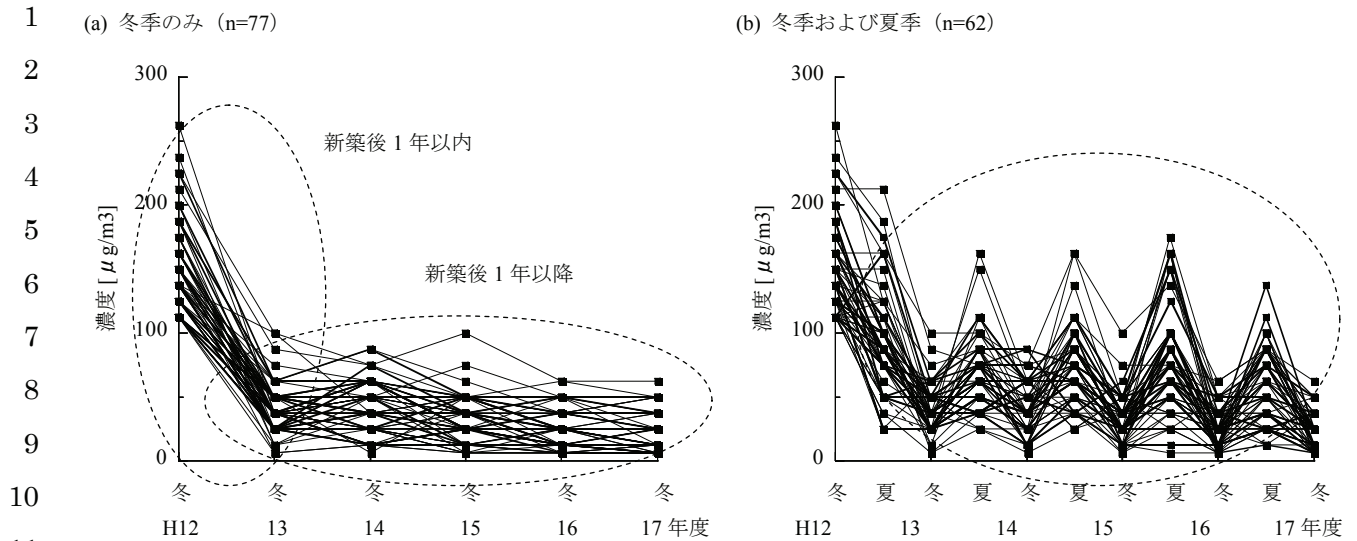 1
2
3
4
5
6
7
8
9
10
(a) 冬季のみ（n=77）
300
200
100
0
濃度 [ μ g/m3]
新築後 1 年以内
新築後 1 年以降
冬 冬 冬 冬 冬 冬
H12 13 14 15 16 17 年度
(b) 冬季および夏季（n=62）
300
200
100
0
濃度 [ μ g/m3]
冬 夏 冬 夏 冬 夏 冬 夏 冬 夏 冬
H12 13 14 15 16 17 年度